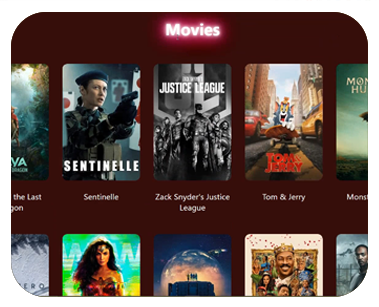 Movies
YA
DRAGON
SENTINELLE
ZACK SNYDER'S
JUSTICE LEAGUE
TOM &
JERRY
MON
HU
the Last
gon
Sentinelle
Zack Snyder's Justice
League
Tom & Jerry
Monst